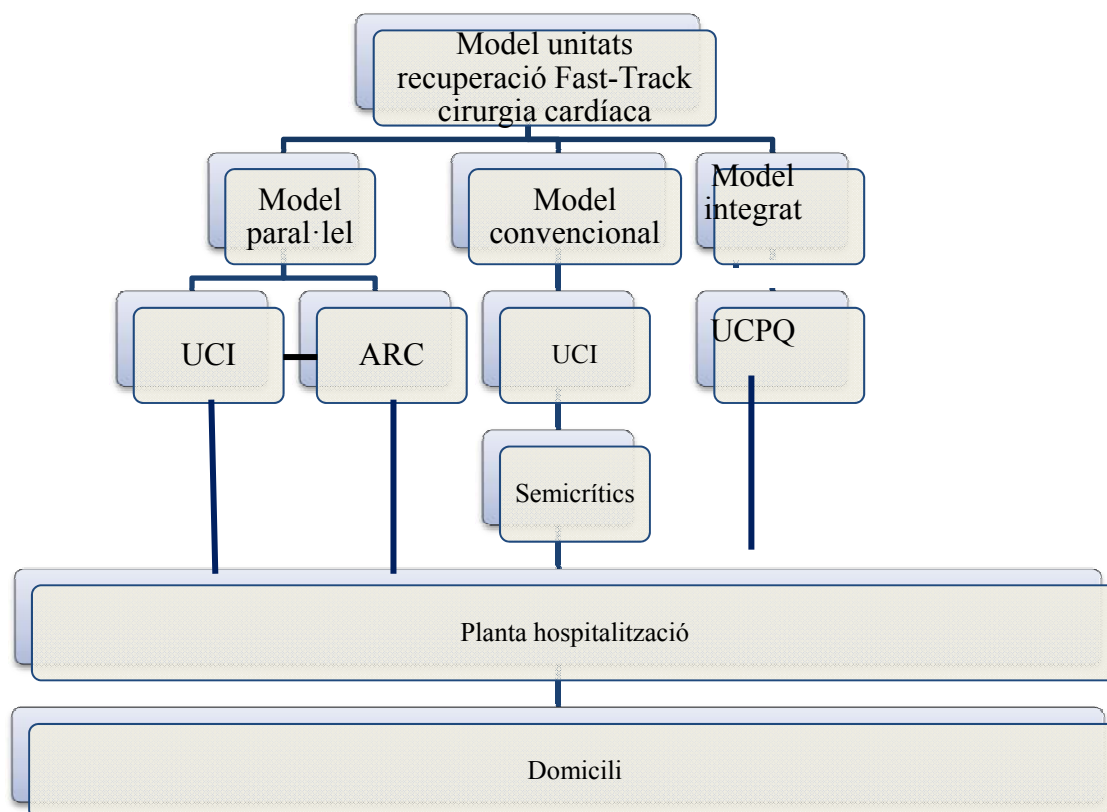 Model unitats
recuperació Fast-Track
cirurgia cardíaca
Model
paral·lel
Model
convencional
Model
integrat
UCI
ARC
UCI
UCPQ
Semicrítics
Planta hospitalització
Domicili